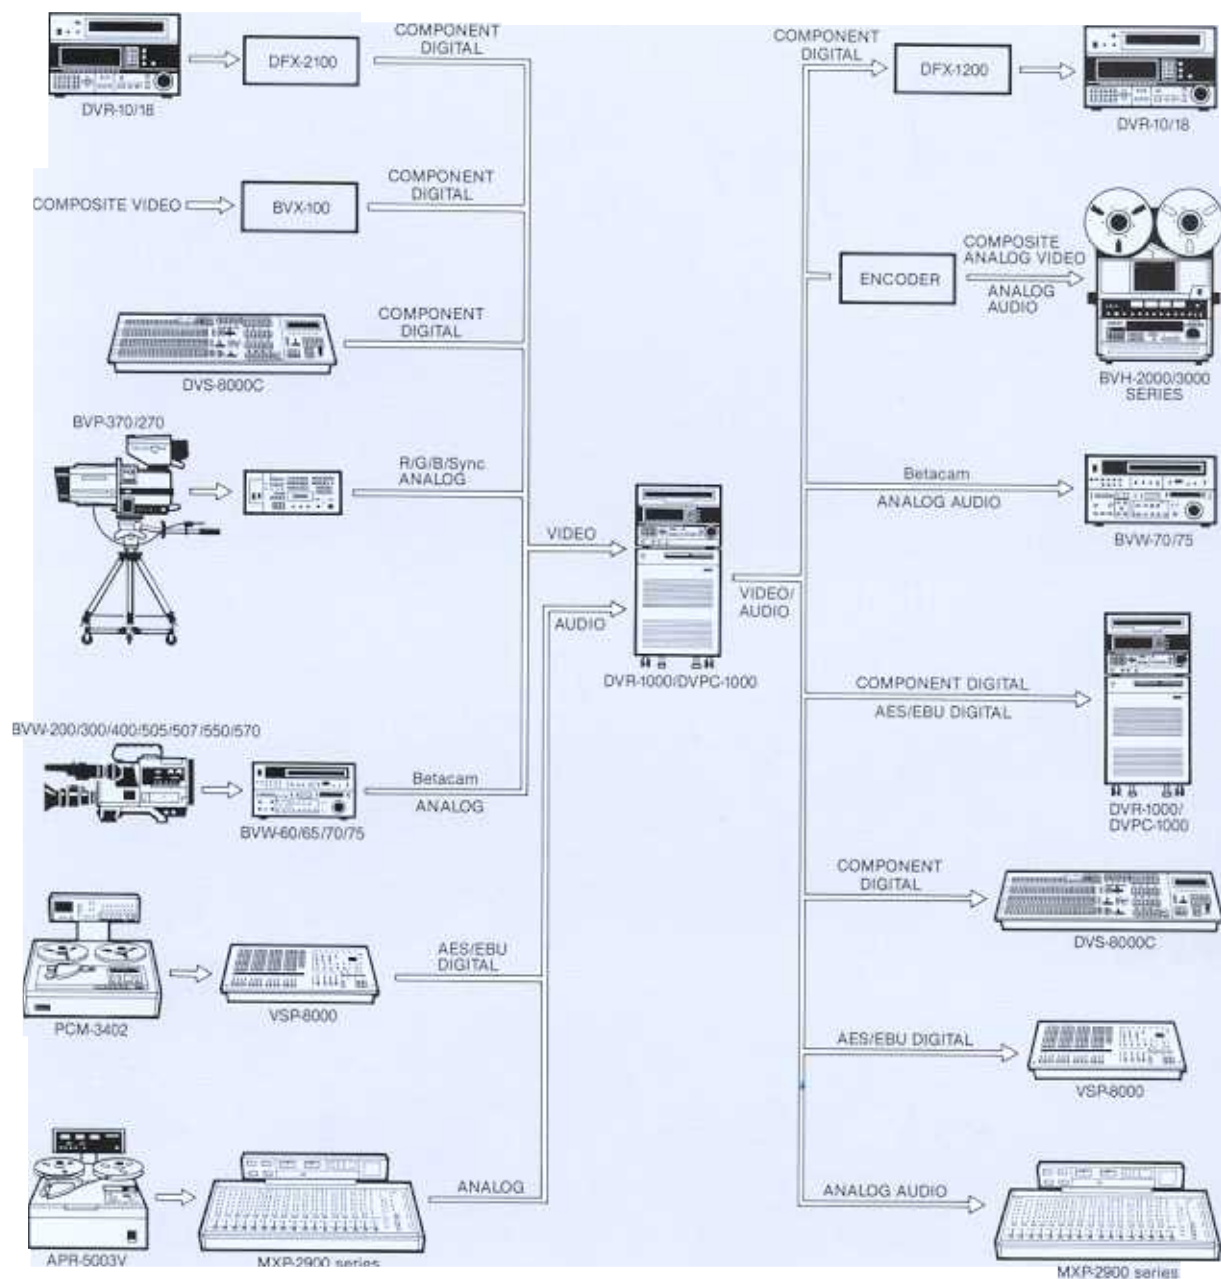 COMPONENT
DIGITAL
DFX-2100
DVR-10/18
COMPONENT
DIGITAL
COMPOSITE VIDEO
BVX-100
COMPONENT
DIGITAL
DVS-8000C
BVP-370/270
R/G/B/Sync
ANALOG
VIDEO
AUDIO
BVW-200/300/400/505/507/550/570
Betacam
ANALOG
BVW-60/65/70/75
AES/EBU
DIGITAL
PCM-3402
VSP-8000
ANALOG
APR-5003V
MXP-2900 series
DVR-1000/DVPC-1000
VIDEO/
AUDIO
COMPONENT
DIGITAL
DFX-1200
DVR-10/18
ENCODER
COMPOSITE
ANALOG VIDEO
ANALOG
AUDIO
BVH-2000/3000
SERIES
Betacam
ANALOG AUDIO
BVW-70/75
COMPONENT DIGITAL
AES/EBU DIGITAL
DVR-1000/
DVPC-1000
COMPONENT
DIGITAL
DVS-8000C
AES/EBU DIGITAL
VSP-8000
ANALOG AUDIO
MXP-2900 series